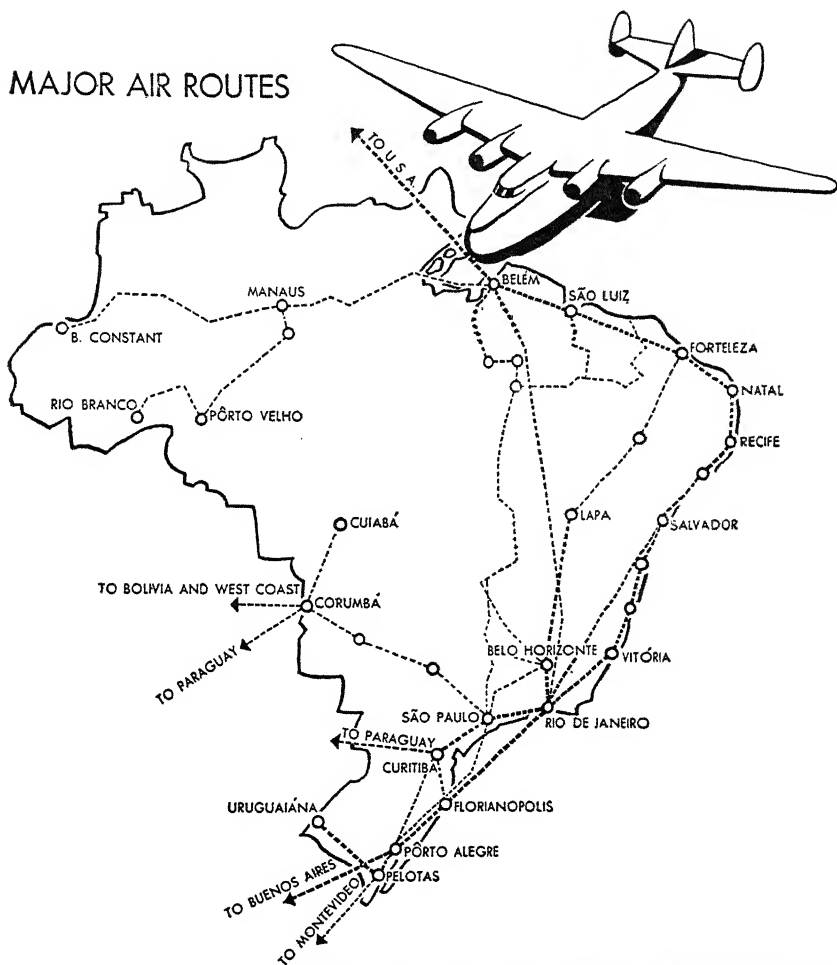 MAJOR AIR ROUTES
TO U.S.A.
BELÉM
SÃO LUIZ
MANAUS
B. CONSTANT
FORTELEZA
NATAL
RIO BRANCO
PÔRTO VELHO
RECIFE
LAPA
SALVADOR
CUIABÁ
TO BOLIVIA AND WEST COAST
CORUMBÁ
TO PARAGUAY
BELO HORIZONTE
VITÓRIA
SÃO PAULO
RIO DE JANEIRO
TO PARAGUAY
CURITIBA
URUGUAIÁNA
FLORIANOPOLIS
PÔRTO ALEGRE
TO BUENOS AIRES
PELOTAS
TO MONTEVIDEO